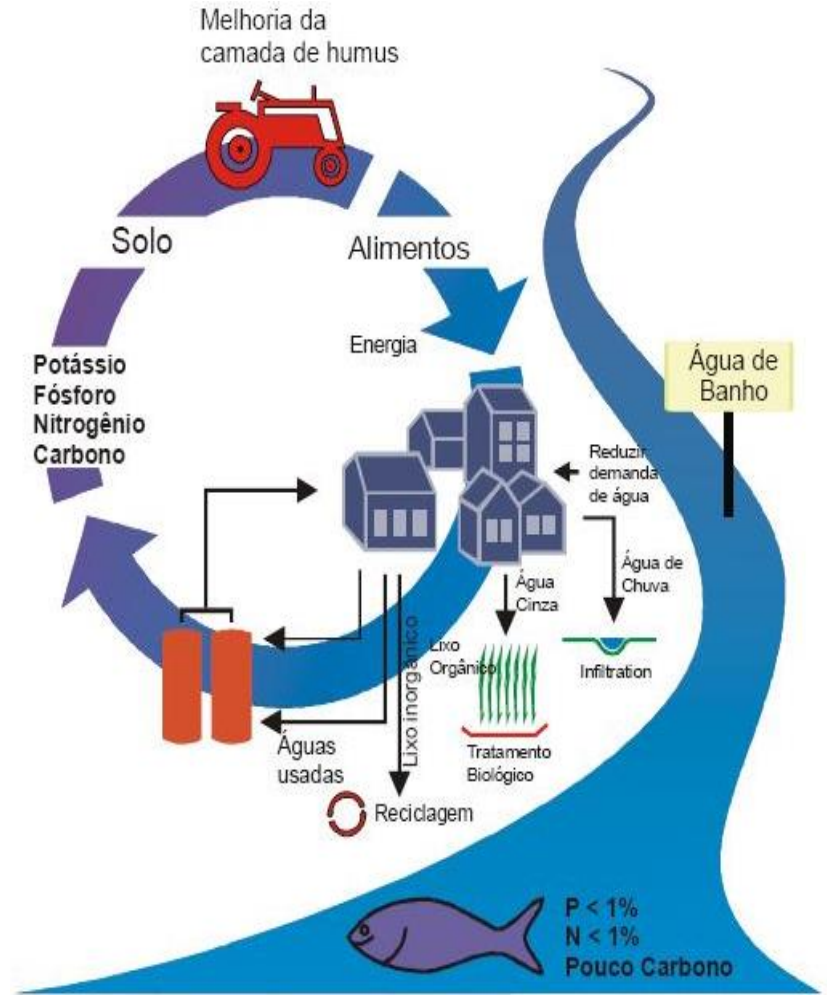 Melhoria da
camada de humus
Solo
Alimentos
Energia
Potássio
Fósforo
Nitrogênio
Carbono
Água de
Banho
Reduzir
demanda
de água
Água de
Chuva
Água
Cinza
Lixo
Orgânico
Lixo inorgânico
Infiltration
Águas
usadas
Tratamento
Biológico
Reciclagem
P < 1%
N < 1%
Pouco Carbono